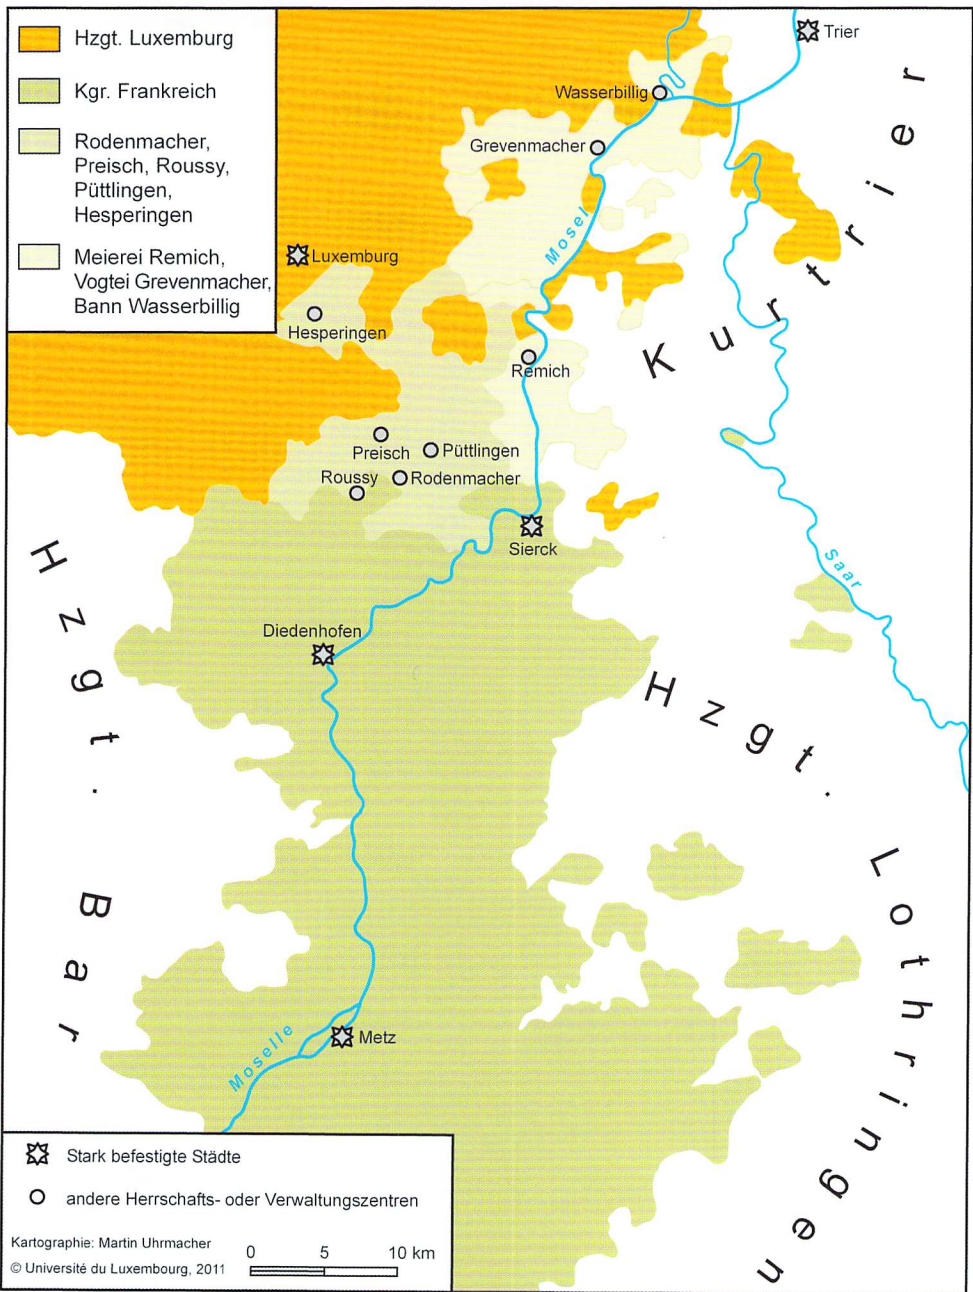 Hzgt. Luxemburg
Kgr. Frankreich
Rodenmacher,
Preisch, Roussy,
Püttlingen,
Hesperingen
Meierei Remich,
Vogtei Grevenmacher,
Bann Wasserbillig
Trier
Wasserbillig
Grevenmacher
Mosel
Luxemburg
Hesperingen
Remich
Kurtrier
Preisch
Püttlingen
Roussy
Rodenmacher
Sierck
Saar
Diedenhofen
Hzgt. Bar
Hzgt. Lothringen
Metz
Moselle
Stark befestigte Städte
andere Herrschafts- oder Verwaltungszentren
Kartographie: Martin Uhrmacher
© Université du Luxembourg, 2011
0 5 10 km